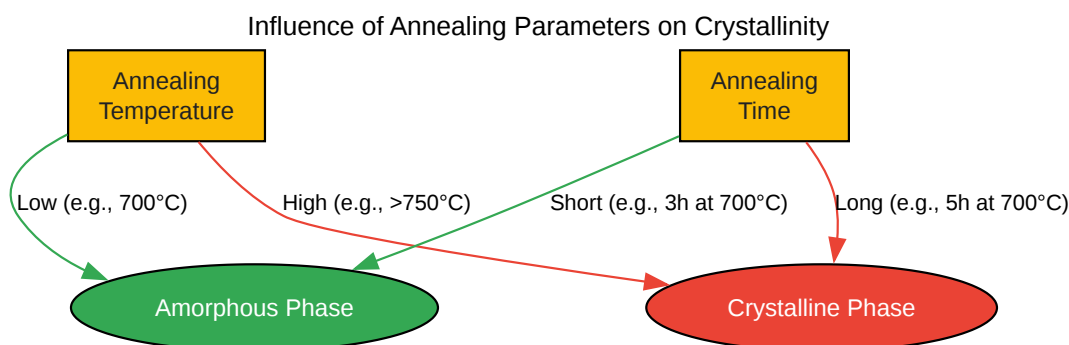 Influence of Annealing Parameters on Crystallinity
Annealing
Temperature
Annealing
Time
Low (e.g., 700°C)
High (e.g., >750°C)
Short (e.g., 3h at 700°C)
Long (e.g., 5h at 700°C)
Amorphous Phase
Crystalline Phase